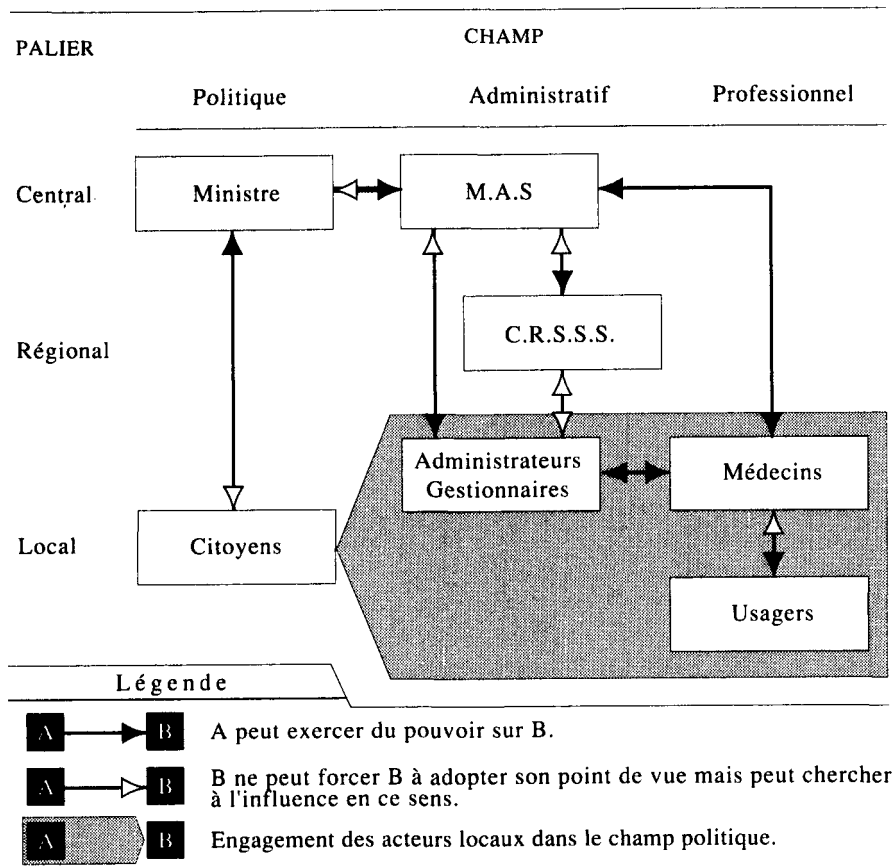 PALIER
CHAMP
Politique Administratif Professionnel
Central
Ministre
M.A.S
Régional
C.R.S.S.S.
Administrateurs
Gestionnaires
Médecins
Local
Citoyens
Usagers
Légende
A B A peut exercer du pouvoir sur B.
A B B ne peut forcer B à adopter son point de vue mais peut chercher
à l'influence en ce sens.
A B Engagement des acteurs locaux dans le champ politique.